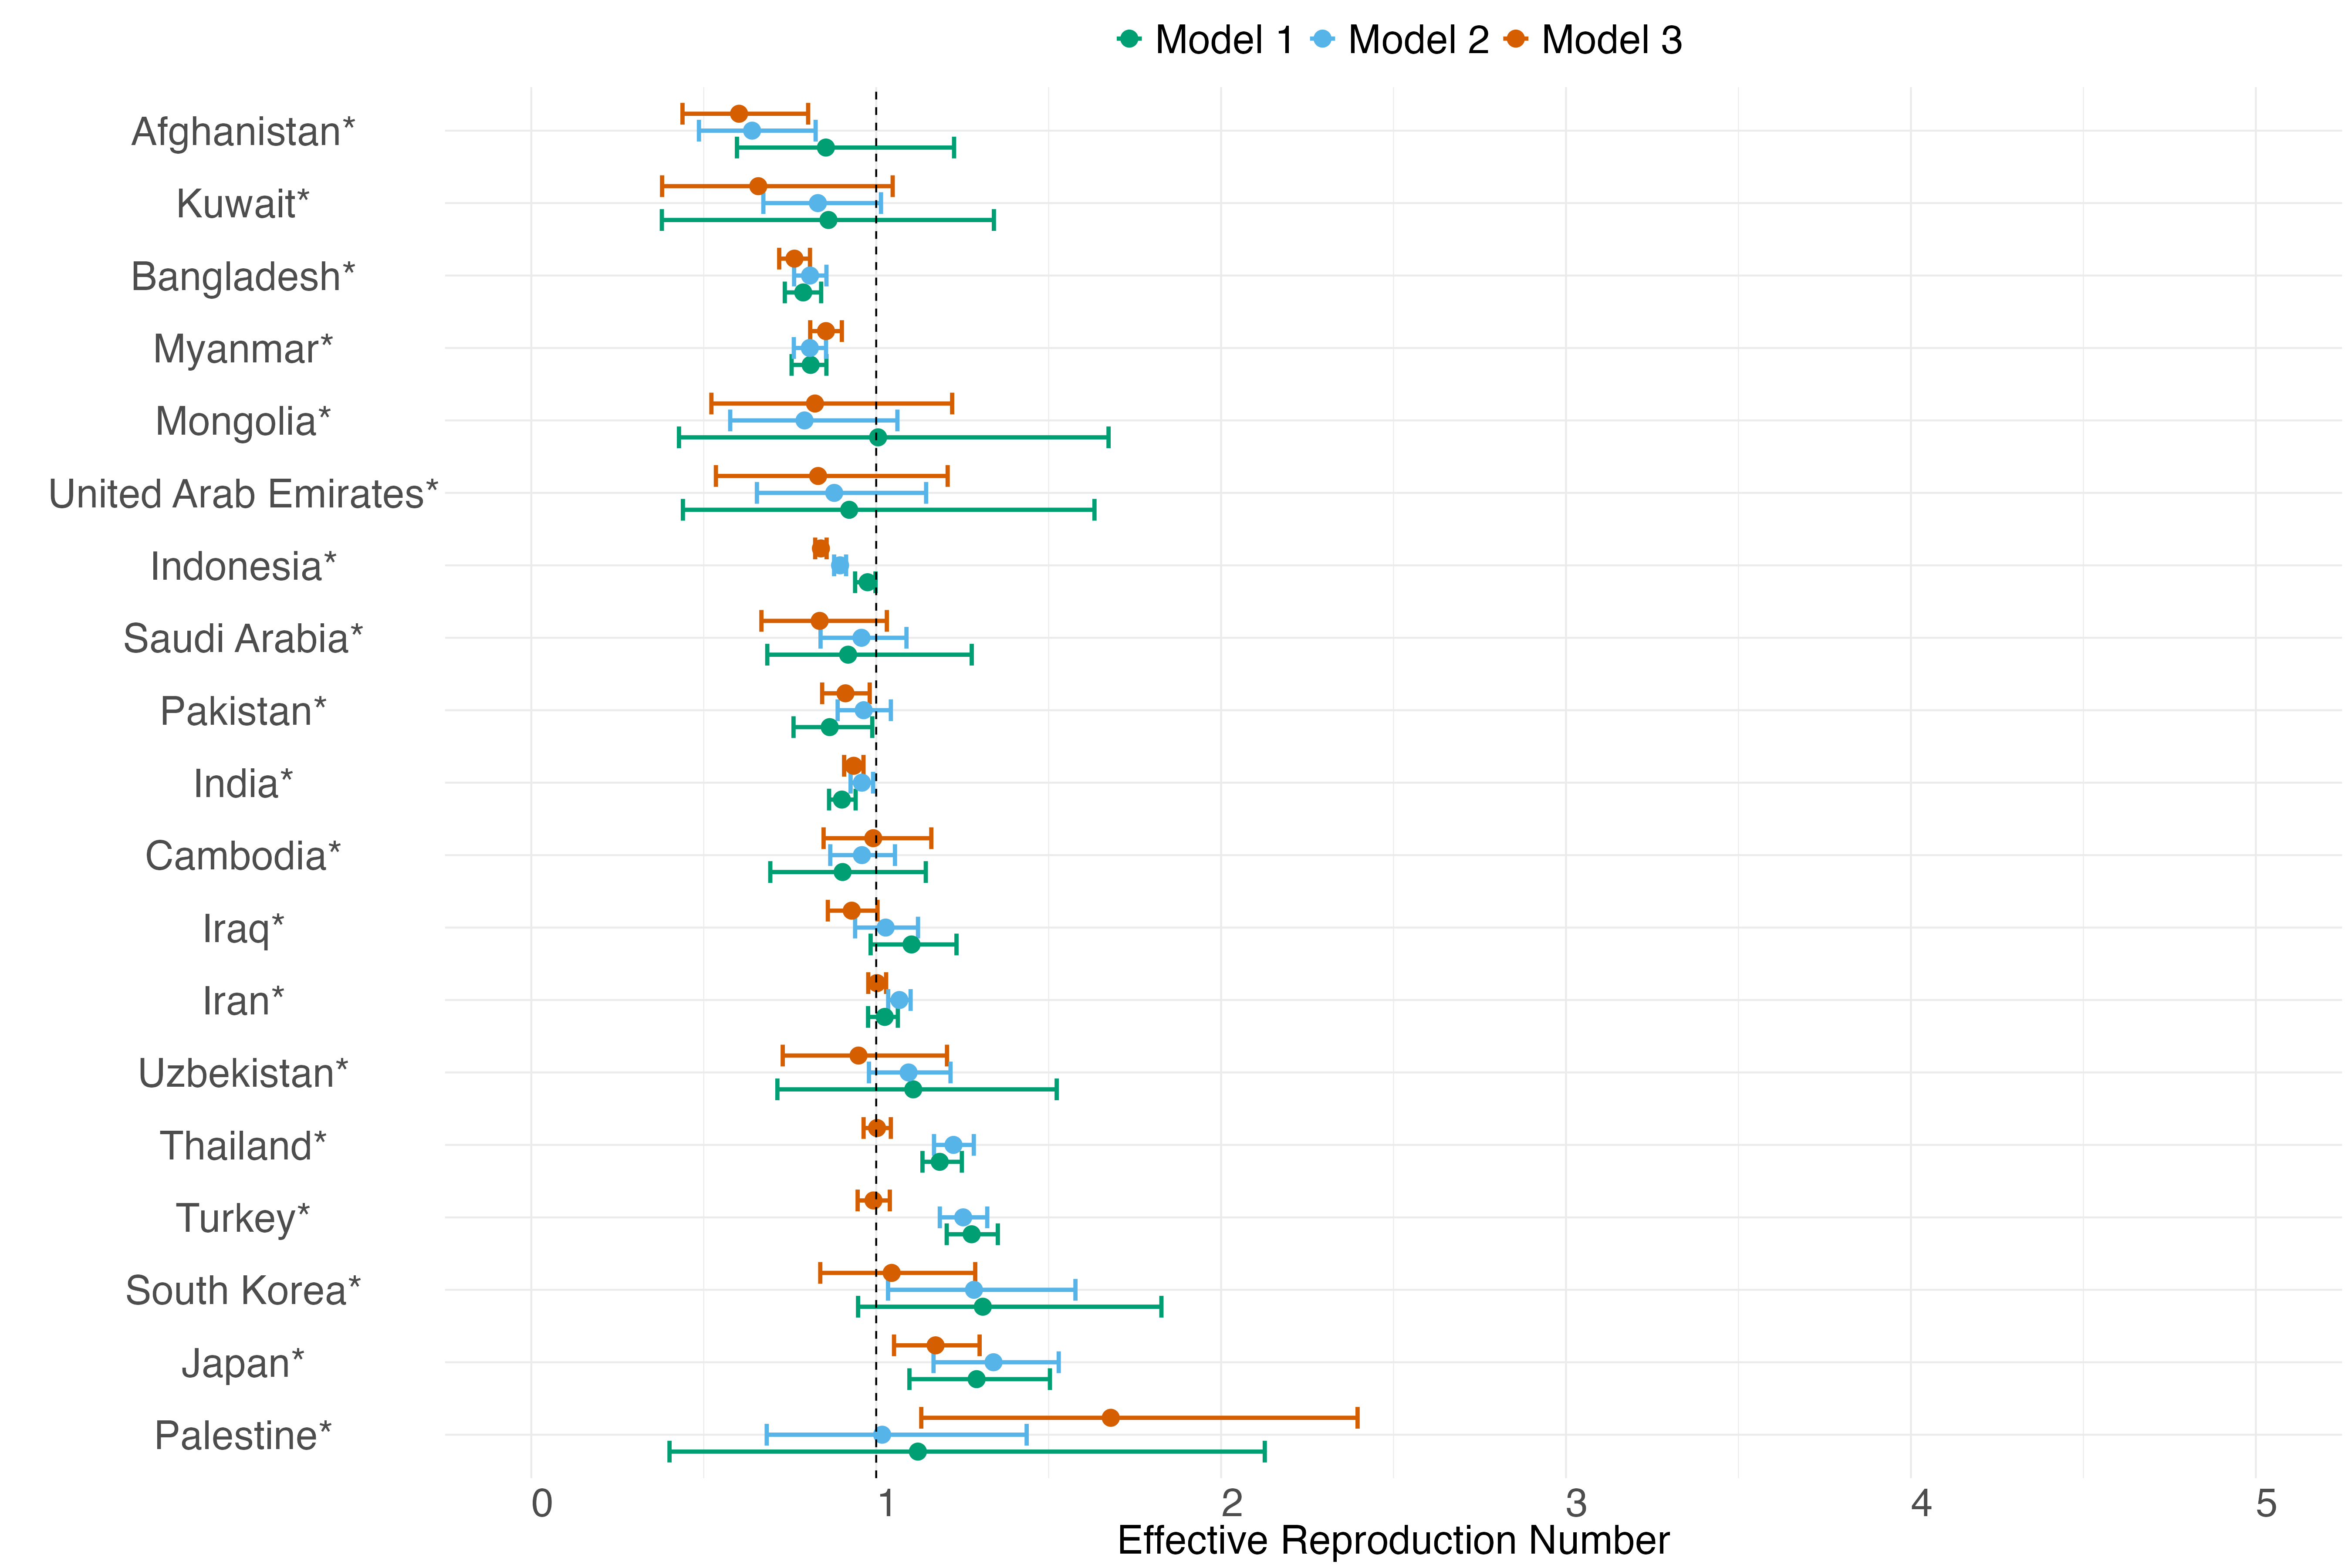 Model 1 Model 2 Model 3
Afghanistan*
Kuwait*
Bangladesh*
Myanmar*
Mongolia*
United Arab Emirates*
Indonesia*
Saudi Arabia*
Pakistan*
India*
Cambodia*
Iraq*
Iran*
Uzbekistan*
Thailand*
Turkey*
South Korea*
Japan*
Palestine*
0 1 2 3 4 5
Effective Reproduction Number